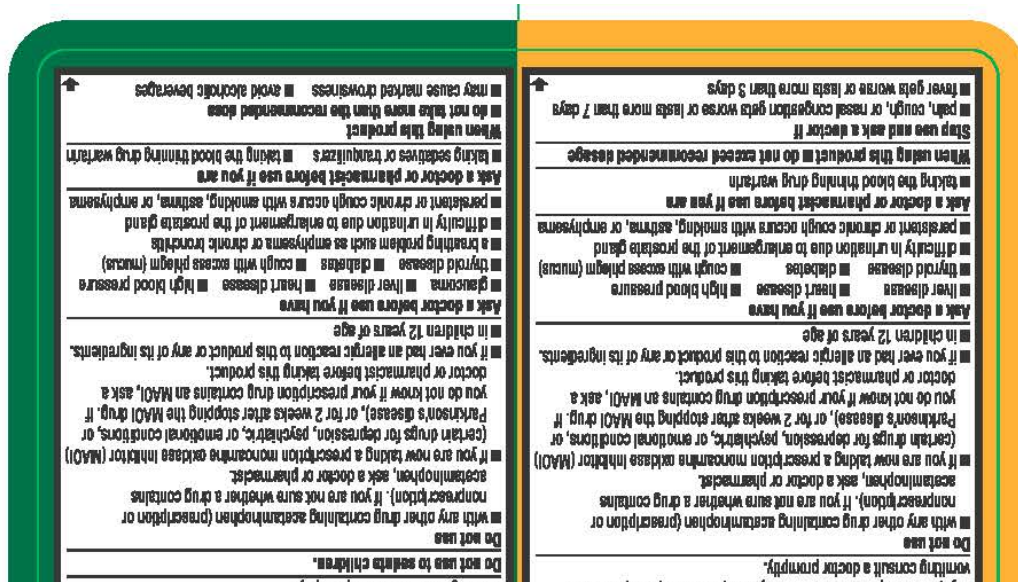 vomiting consult a doctor promptly.
Do not use
■ with any other drug containing acetaminophen (prescription or
nonprescription). If you are not sure whether a drug contains
acetaminophen, ask a doctor or pharmacist.
■ if you are now taking a prescription monoamine oxidase inhibitor (MAOI)
(certain drugs for depression, psychiatric, or emotional conditions, or
Parkinson's disease), or for 2 weeks after stopping the MAOI drug. If
you do not know if your prescription drug contains an MAOI, ask a
doctor or pharmacist before taking this product.
■ if you ever had an allergic reaction to this product or any of its ingredients.
■ in children 12 years of age
Ask a doctor before use if you have
■ liver disease ■ heart disease ■ high blood pressure
■ thyroid disease ■ diabetes ■ cough with excess phlegm (mucus)
■ difficulty in urination due to enlargement of the prostate gland
■ persistent or chronic cough occurs with smoking, asthma, or emphysema
Ask a doctor or pharmacist before use if you are
■ taking the blood thinning drug warfarin
When using this product ■ do not exceed recommended dosage
Stop use and ask a doctor if
■ pain, cough, or nasal congestion gets worse or lasts more than 7 days
■ fever gets worse or lasts more than 3 days
Do not use to sedate children.
Do not use
■ with any other drug containing acetaminophen (prescription or
nonprescription). If you are not sure whether a drug contains
acetaminophen, ask a doctor or pharmacist.
■ if you are now taking a prescription monoamine oxidase inhibitor (MAOI)
(certain drugs for depression, psychiatric, or emotional conditions, or
Parkinson's disease), or for 2 weeks after stopping the MAOI drug. If
you do not know if your prescription drug contains an MAOI, ask a
doctor or pharmacist before taking this product.
■ if you ever had an allergic reaction to this product or any of its ingredients.
■ in children 12 years of age
Ask a doctor before use if you have
■ glaucoma ■ liver disease ■ heart disease ■ high blood pressure
■ thyroid disease ■ diabetes ■ cough with excess phlegm (mucus)
■ a breathing problem such as emphysema or chronic bronchitis
■ difficulty in urination due to enlargement of the prostate gland
■ persistent or chronic cough occurs with smoking, asthma, or emphysema
Ask a doctor or pharmacist before use if you are
■ taking sedatives or tranquilizers ■ taking the blood thinning drug warfarin
When using this product
■ do not take more than the recommended dose
■ may cause marked drowsiness ■ avoid alcoholic beverages